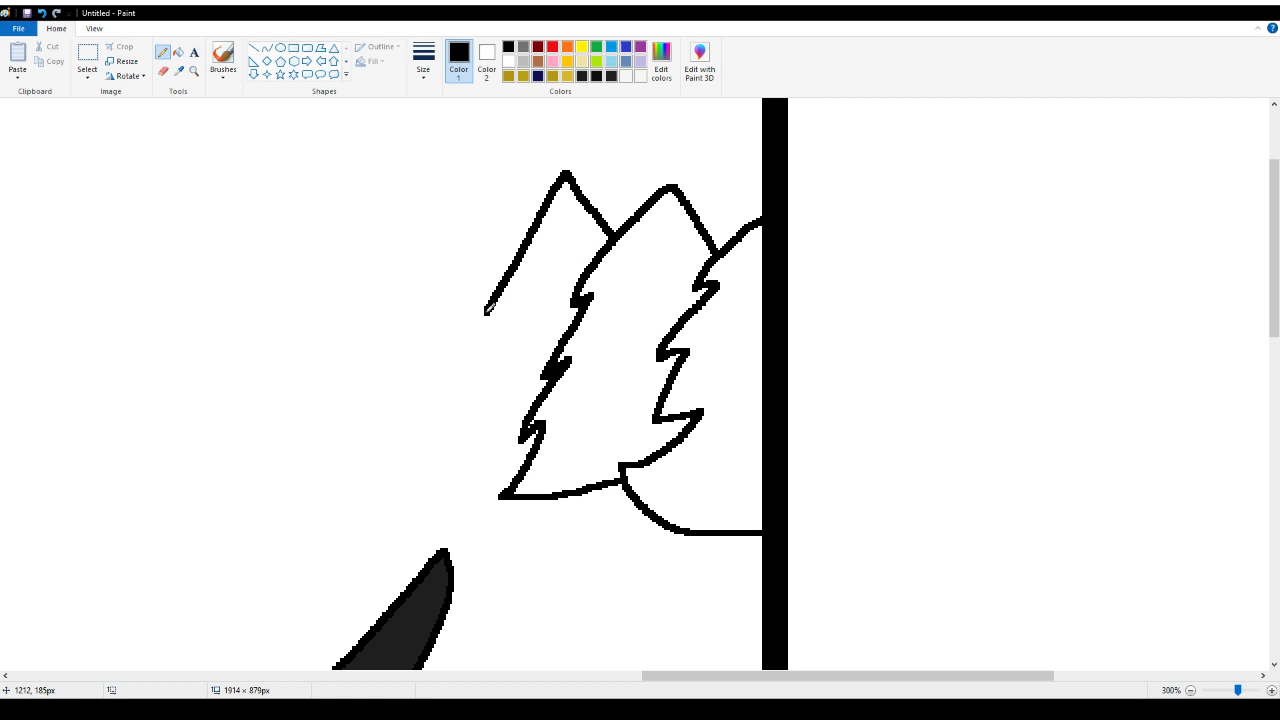 Untitled - Paint
File Home View
Paste
Cut
Copy
Clipboard
Select
Crop
Resize
Rotate
Image
A
Tools
Brushes
Outline
Fill
Shapes
Size
Color 1
Color 2
Edit colors
Colors
Edit with Paint 3D
1212, 185px
1914 × 879px
300%